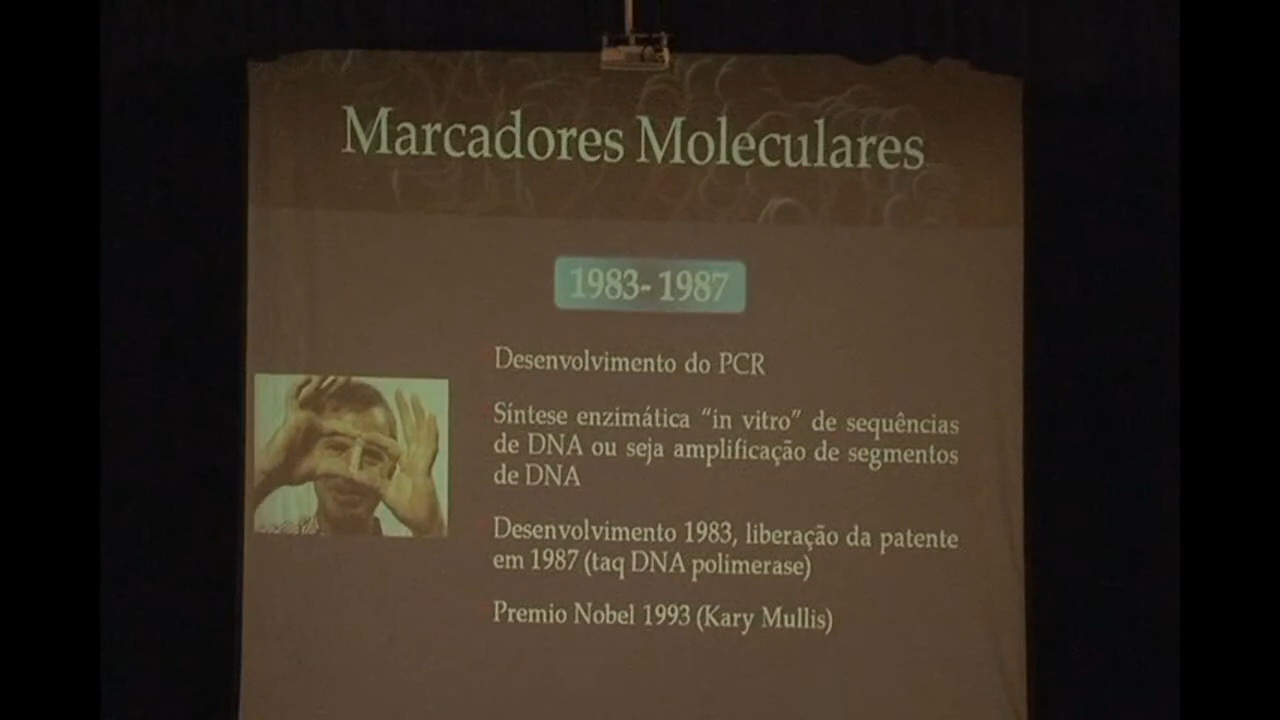 Marcadores Moleculares
1983-1987
Desenvolvimento do PCR
Síntese enzimática “in vitro” de sequências
de DNA ou seja amplificação de segmentos
de DNA
Desenvolvimento 1983, liberação da patente
em 1987 (taq DNA polimerase)
Premio Nobel 1993 (Kary Mullis)